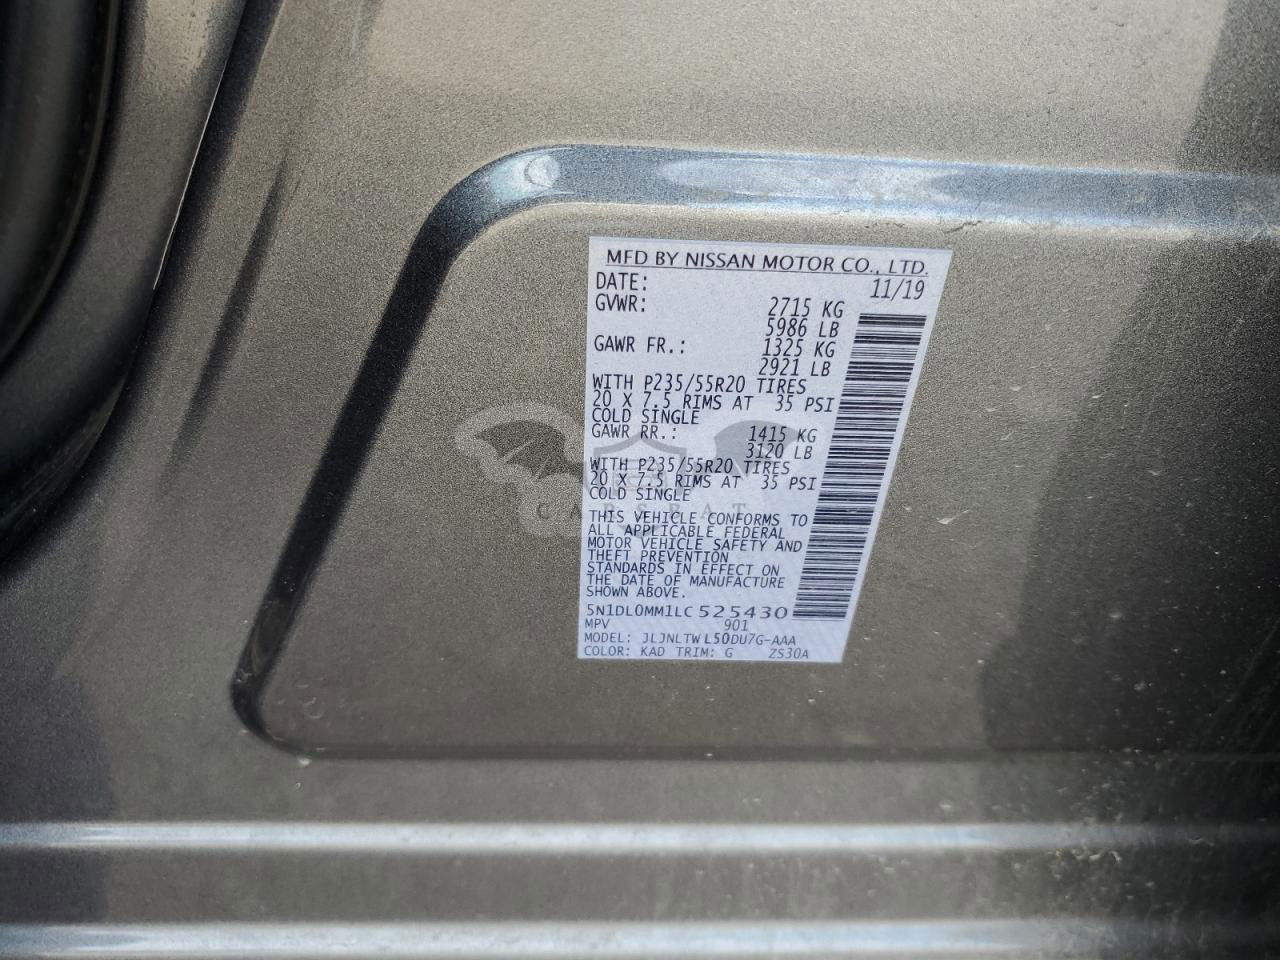 MFD BY NISSAN MOTOR CO., LTD.
DATE: 11/19
GVWR: 2715 KG
5986 LB
GAWR FR.: 1325 KG
2921 LB
WITH P235/55R20 TIRES
20 X 7.5 RIMS AT 35 PSI
COLD SINGLE
GAWR RR.: 1415 KG
3120 LB
WITH P235/55R20 TIRES
20 X 7.5 RIMS AT 35 PSI
COLD SINGLE
CARSBAT
THIS VEHICLE CONFORMS TO
ALL APPLICABLE FEDERAL
MOTOR VEHICLE SAFETY AND
THEFT PREVENTION
STANDARDS IN EFFECT ON
THE DATE OF MANUFACTURE
SHOWN ABOVE.
5N1DL0MM1LC525430
MPV 901
MODEL: JLJNLTWL50DU7G-AAA
COLOR: KAD TRIM: G ZS30A